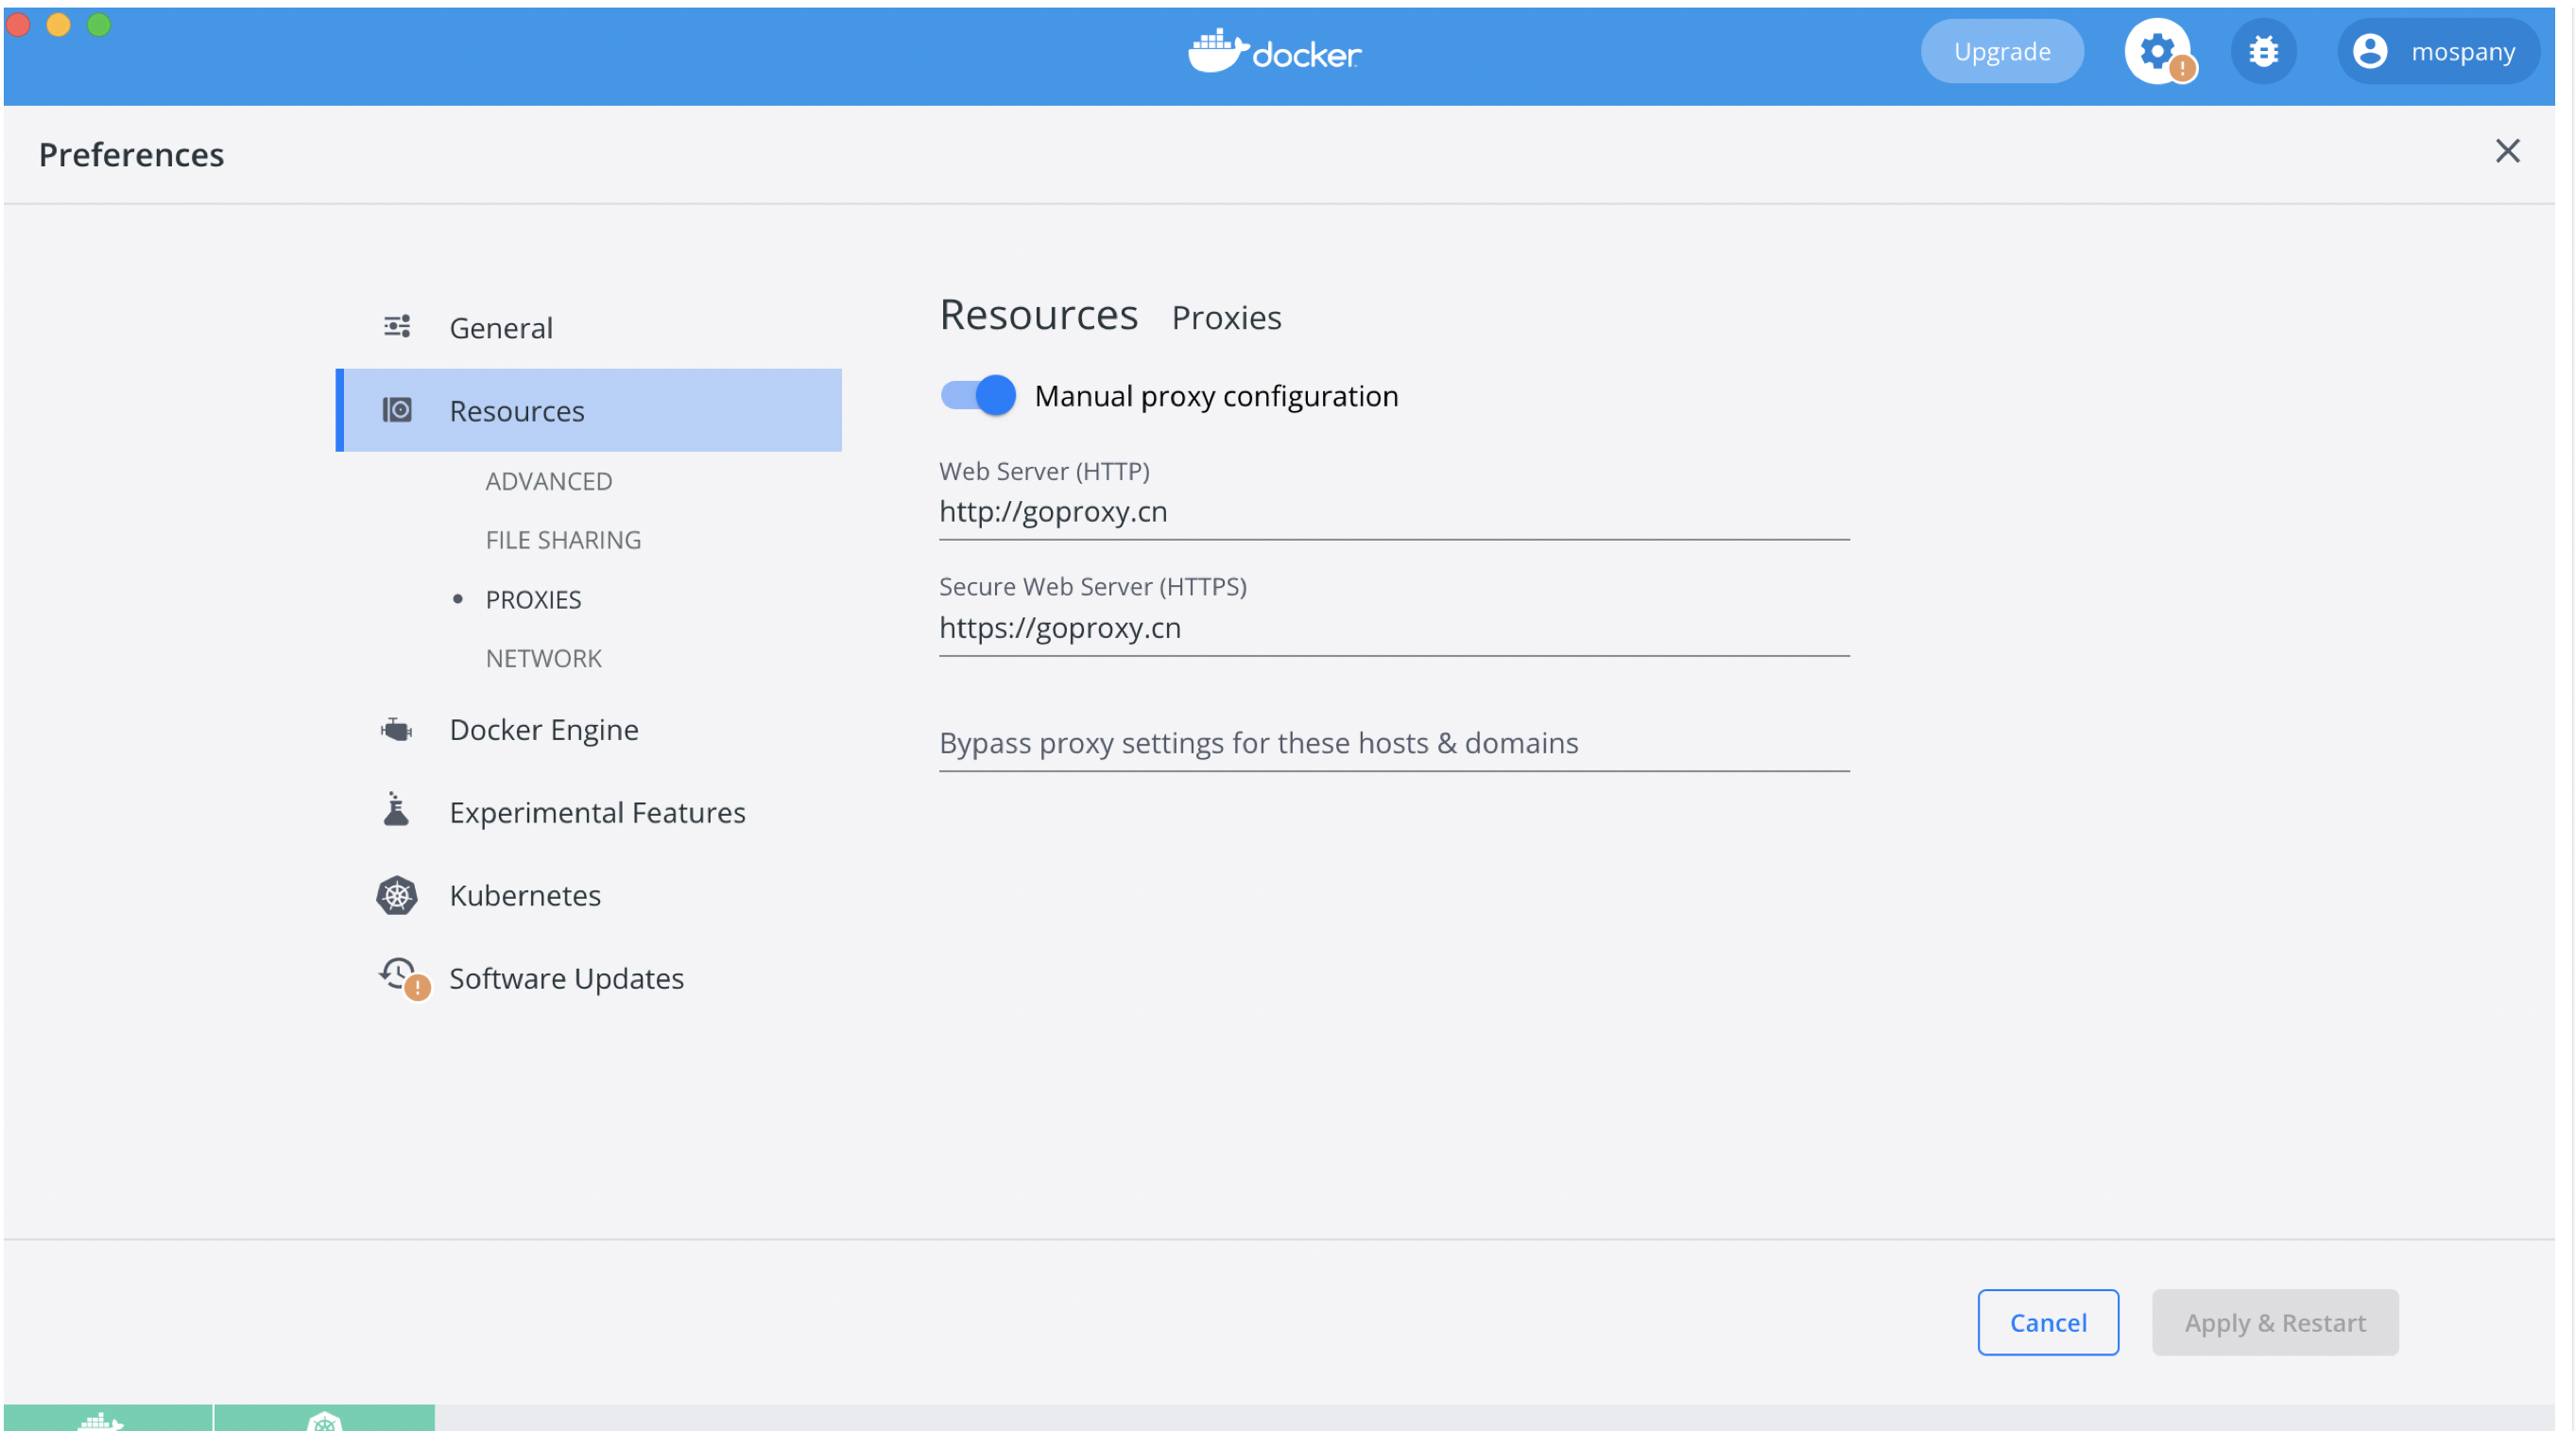 docker
Upgrade
mospany
Preferences
General
Resources
ADVANCED
FILE SHARING
PROXIES
NETWORK
Docker Engine
Experimental Features
Kubernetes
Software Updates
Resources Proxies
Manual proxy configuration
Web Server (HTTP)
http://goproxy.cn
Secure Web Server (HTTPS)
https://goproxy.cn
Bypass proxy settings for these hosts & domains
Cancel
Apply & Restart